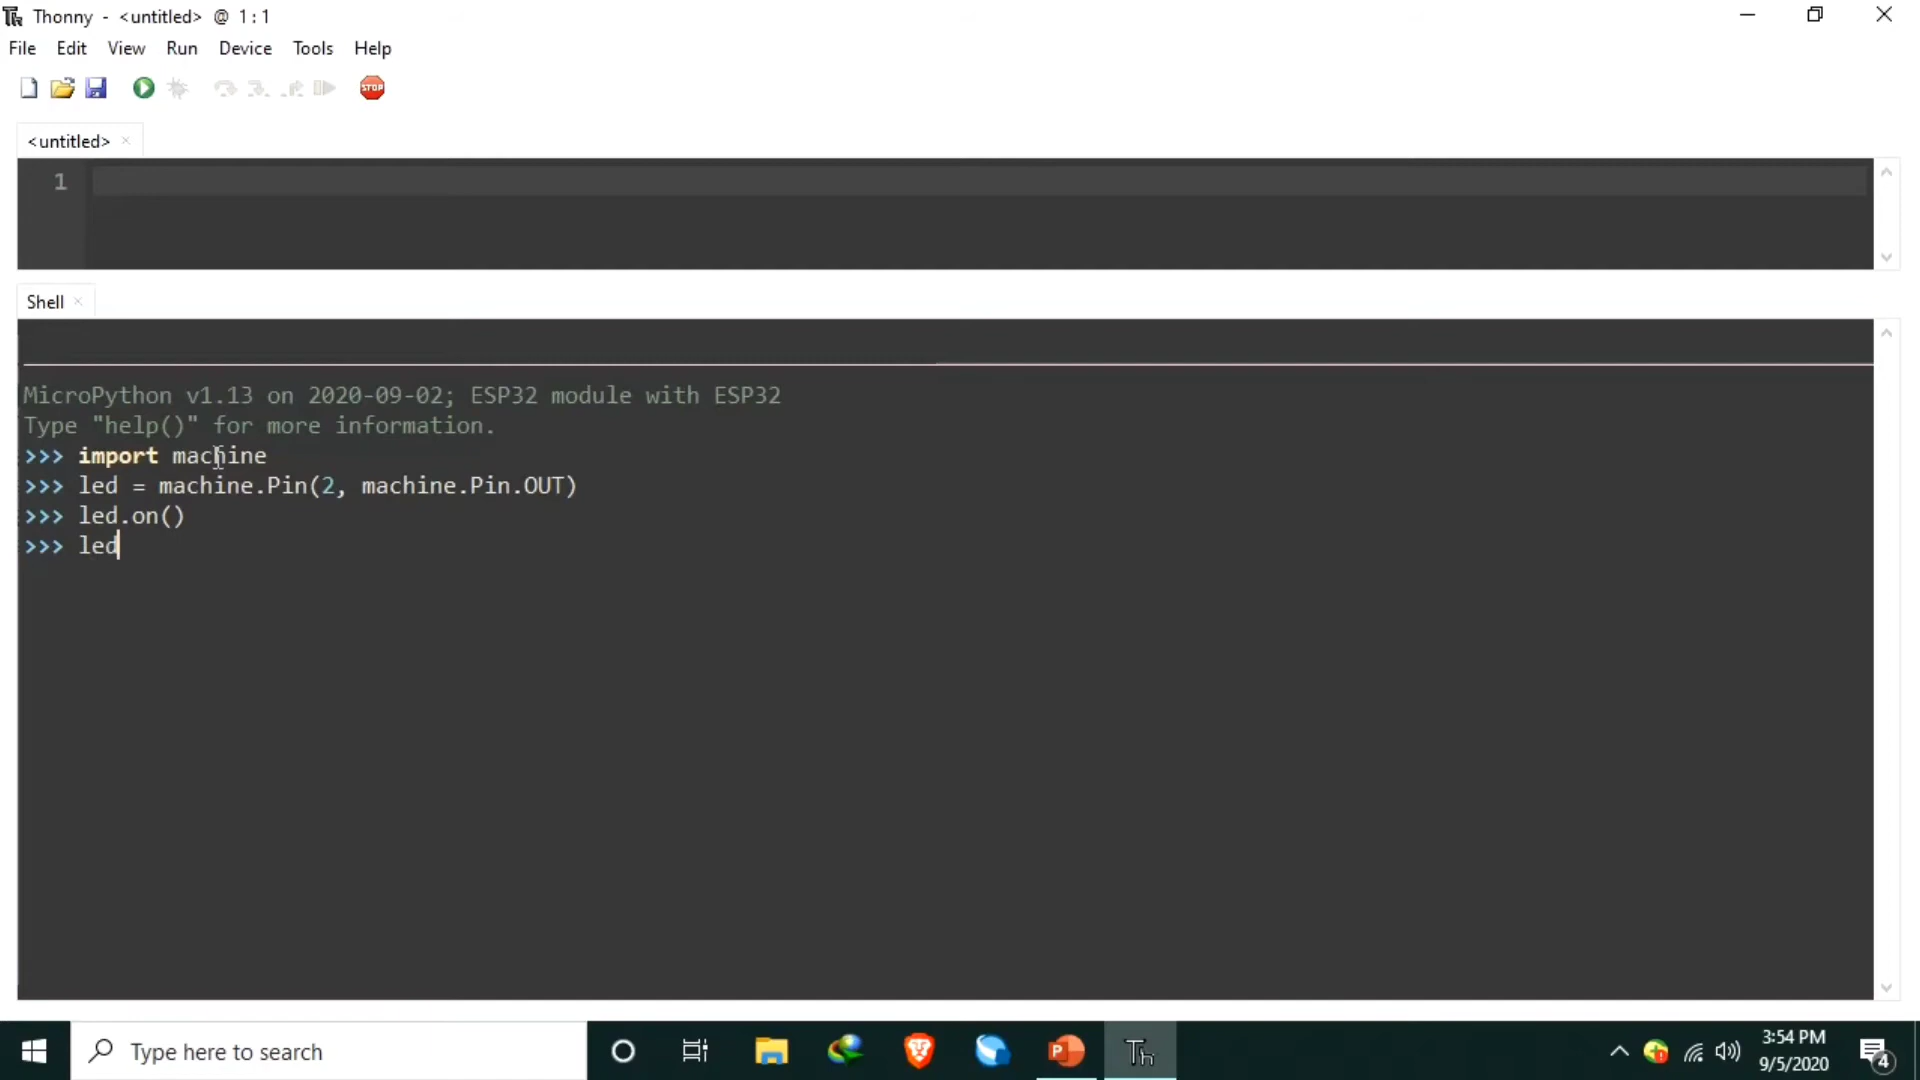 Thonny - <untitled> @ 1:1
File Edit View Run Device Tools Help
STOP
<untitled>
1
Shell
MicroPython v1.13 on 2020-09-02; ESP32 module with ESP32
Type "help()" for more information.
>>> import machine
>>> led = machine.Pin(2, machine.Pin.OUT)
>>> led.on()
>>> led
Type here to search
3:54 PM
9/5/2020
4